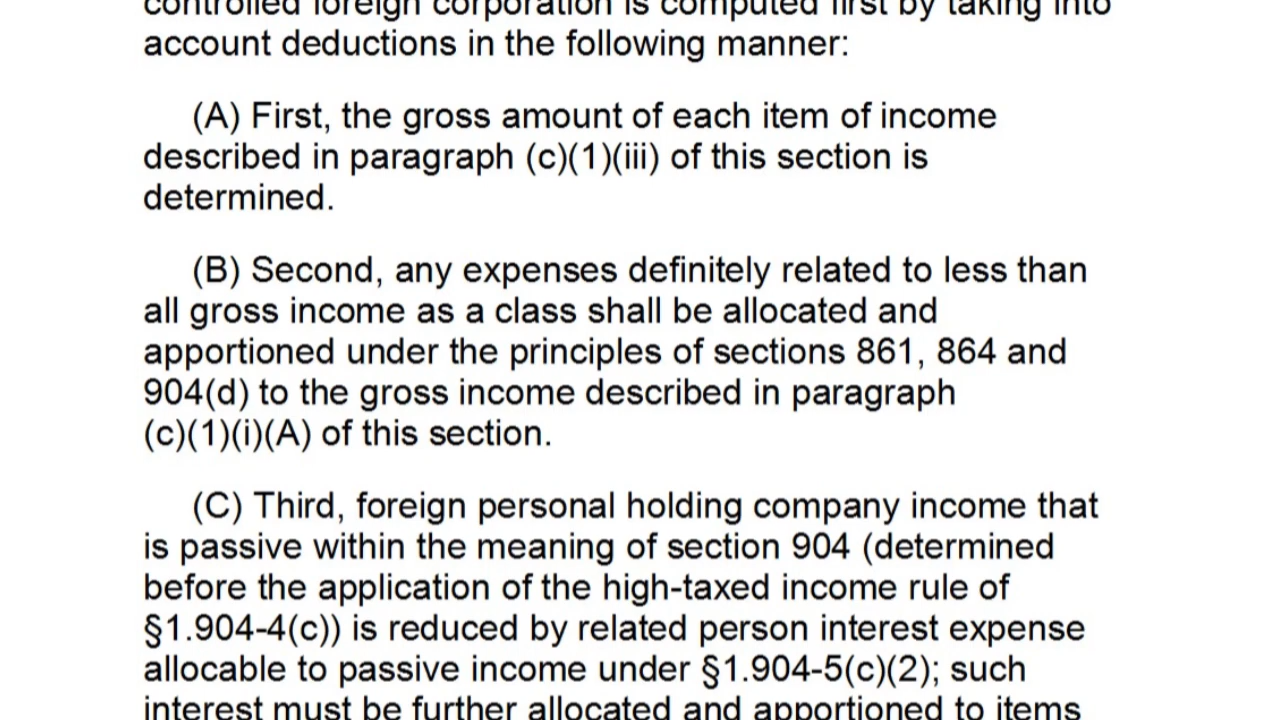 controlled foreign corporation is computed first by taking into
account deductions in the following manner:
(A) First, the gross amount of each item of income
described in paragraph (c)(1)(iii) of this section is
determined.
(B) Second, any expenses definitely related to less than
all gross income as a class shall be allocated and
apportioned under the principles of sections 861, 864 and
904(d) to the gross income described in paragraph
(c)(1)(i)(A) of this section.
(C) Third, foreign personal holding company income that
is passive within the meaning of section 904 (determined
before the application of the high-taxed income rule of
§1.904-4(c)) is reduced by related person interest expense
allocable to passive income under §1.904-5(c)(2); such
interest must be further allocated and apportioned to items